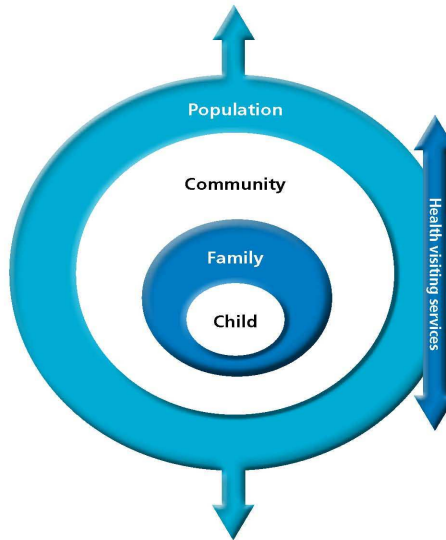 Population
Community
Family
Child
Health visiting services